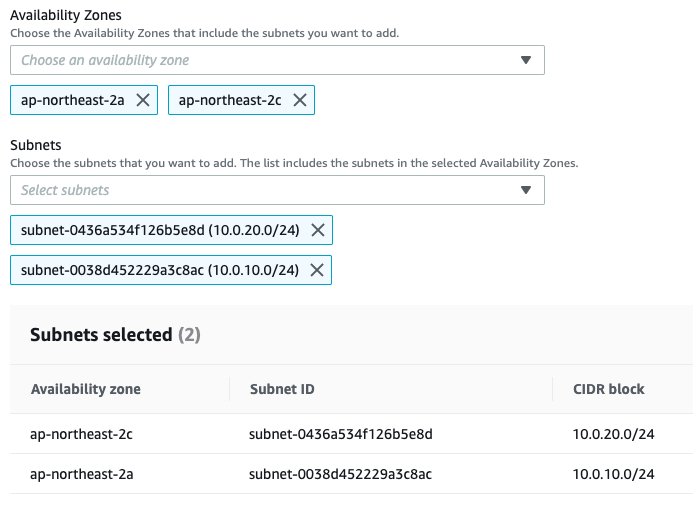 Availability Zones
Choose the Availability Zones that include the subnets you want to add.
Choose an availability zone
ap-northeast-2a ap-northeast-2c
Subnets
Choose the subnets that you want to add. The list includes the subnets in the selected Availability Zones.
Select subnets
subnet-0436a534f126b5e8d (10.0.20.0/24)
subnet-0038d452229a3c8ac (10.0.10.0/24)
Subnets selected (2)
Availability zone Subnet ID CIDR block
ap-northeast-2c subnet-0436a534f126b5e8d 10.0.20.0/24
ap-northeast-2a subnet-0038d452229a3c8ac 10.0.10.0/24